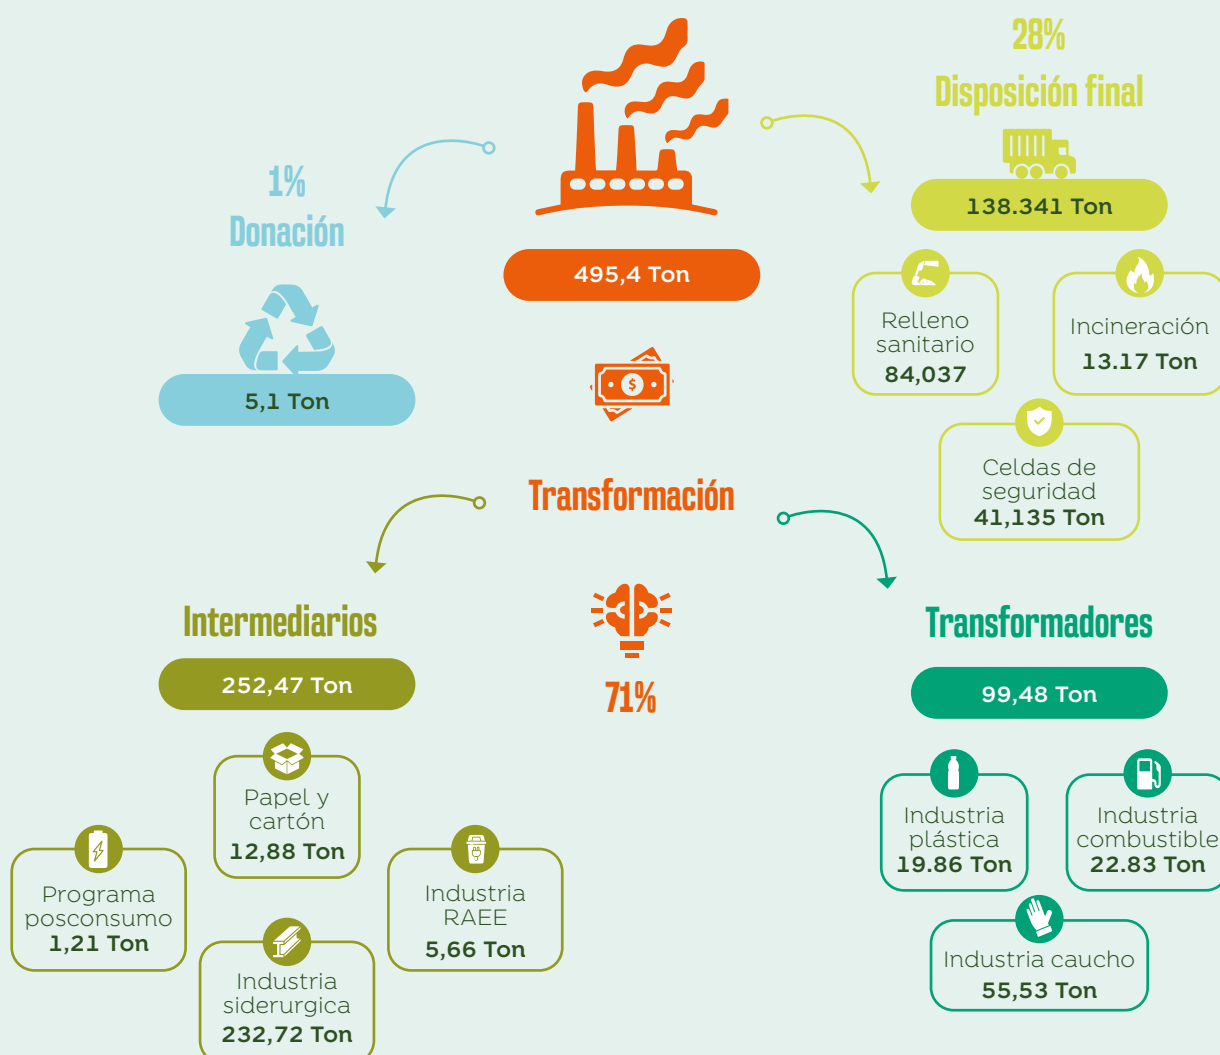 1%
Donación
5,1 Ton
495,4 Ton
$
28%
Disposición final
138.341 Ton
Relleno
sanitario
84,037
Incineración
13.17 Ton
Celdas de
seguridad
41,135 Ton
Transformación
71%
Intermediarios
252,47 Ton
Papel y
cartón
12,88 Ton
Programa
posconsumo
1,21 Ton
Industria
RAEE
5,66 Ton
Industria
siderurgica
232,72 Ton
Transformadores
99,48 Ton
Industria
plástica
19.86 Ton
Industria
combustible
22.83 Ton
Industria caucho
55,53 Ton